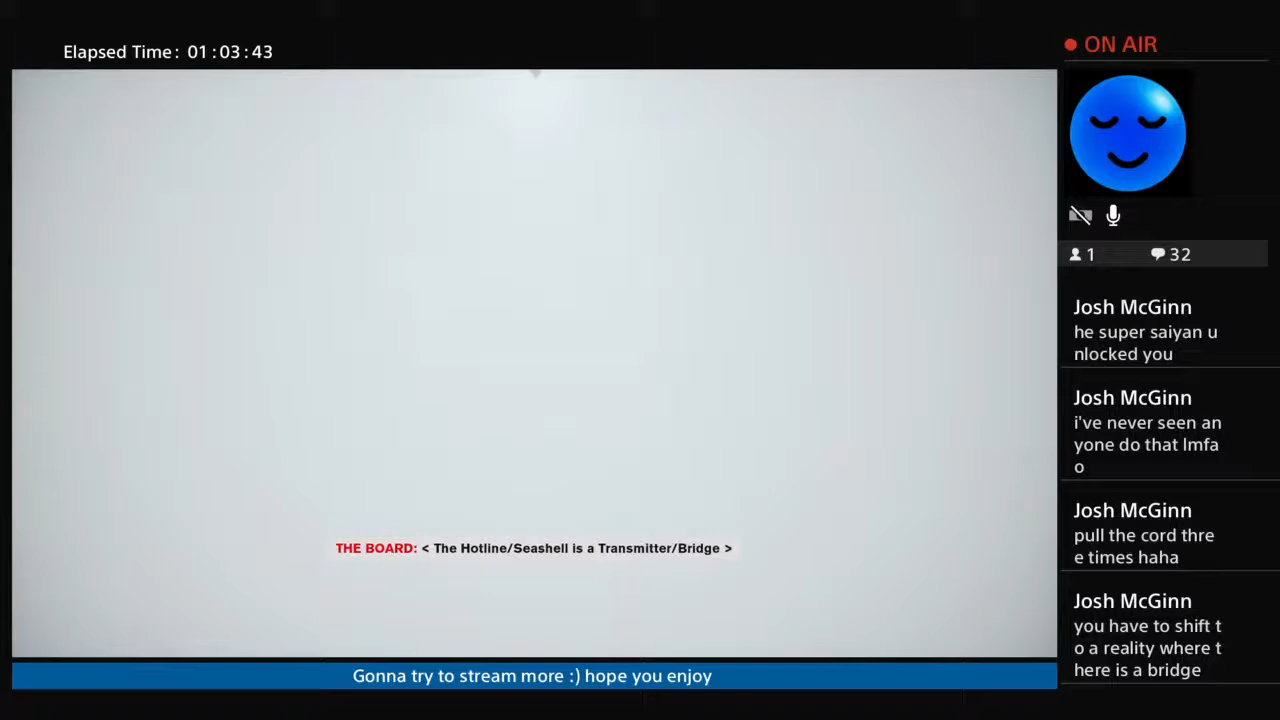 Elapsed Time: 01:03:43
ON AIR
1 32
Josh McGinn
he super saiyan u
nlocked you
Josh McGinn
i've never seen an
yone do that lmfa
o
Josh McGinn
pull the cord thre
e times haha
Josh McGinn
you have to shift t
o a reality where t
here is a bridge
THE BOARD: < The Hotline/Seashell is a Transmitter/Bridge >
Gonna try to stream more :) hope you enjoy